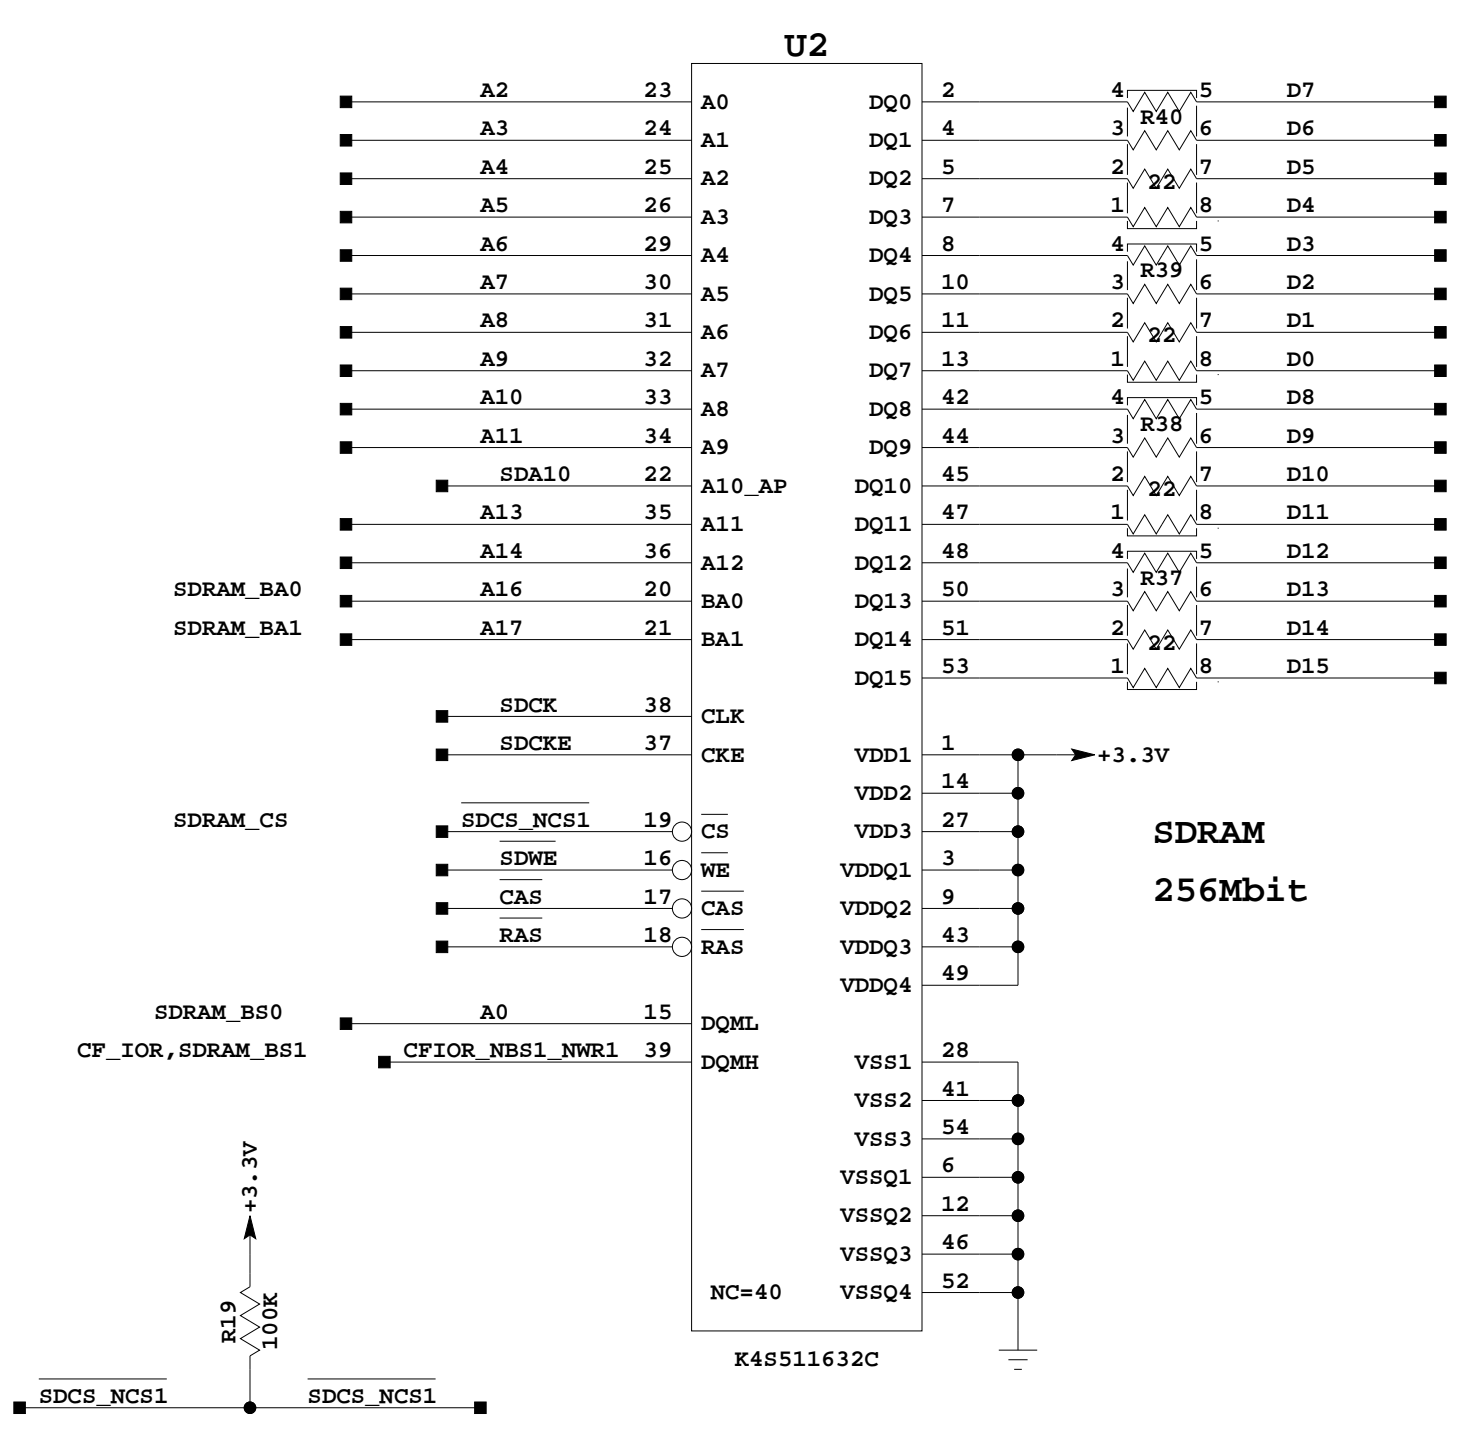 U2
A2 23 A0 DQ0 2 4 5 D7
R40
A3 24 A1 DQ1 4 3 6 D6
A4 25 A2 DQ2 5 2 22 7 D5
A5 26 A3 DQ3 7 1 8 D4
A6 29 A4 DQ4 8 4 5 D3
R39
A7 30 A5 DQ5 10 3 6 D2
A8 31 A6 DQ6 11 2 22 7 D1
A9 32 A7 DQ7 13 1 8 D0
A10 33 A8 DQ8 42 4 5 D8
R38
A11 34 A9 DQ9 44 3 6 D9
SDA10 22 A10_AP DQ10 45 2 22 7 D10
A13 35 A11 DQ11 47 1 8 D11
A14 36 A12 DQ12 48 4 5 D12
R37
SDRAM_BA0 A16 20 BA0 DQ13 50 3 6 D13
SDRAM_BA1 A17 21 BA1 DQ14 51 2 22 7 D14
DQ15 53 1 8 D15
SDCK 38 CLK
SDCKE 37 CKE VDD1 1 +3.3V
VDD2 14
SDRAM_CS SDCS_NCS1 19 CS VDD3 27 SDRAM
SDWE 16 WE VDDQ1 3
256Mbit
CAS 17 CAS VDDQ2 9
RAS 18 RAS VDDQ3 43
VDDQ4 49
SDRAM_BS0 A0 15 DQML
CF_IOR,SDRAM_BS1 CFIOR_NBS1_NWR1 39 DQMH VSS1 28
VSS2 41
VSS3 54
+3.3V VSSQ1 6
VSSQ2 12
VSSQ3 46
NC=40 VSSQ4 52
R19 100K
K4S511632C
SDCS_NCS1 SDCS_NCS1